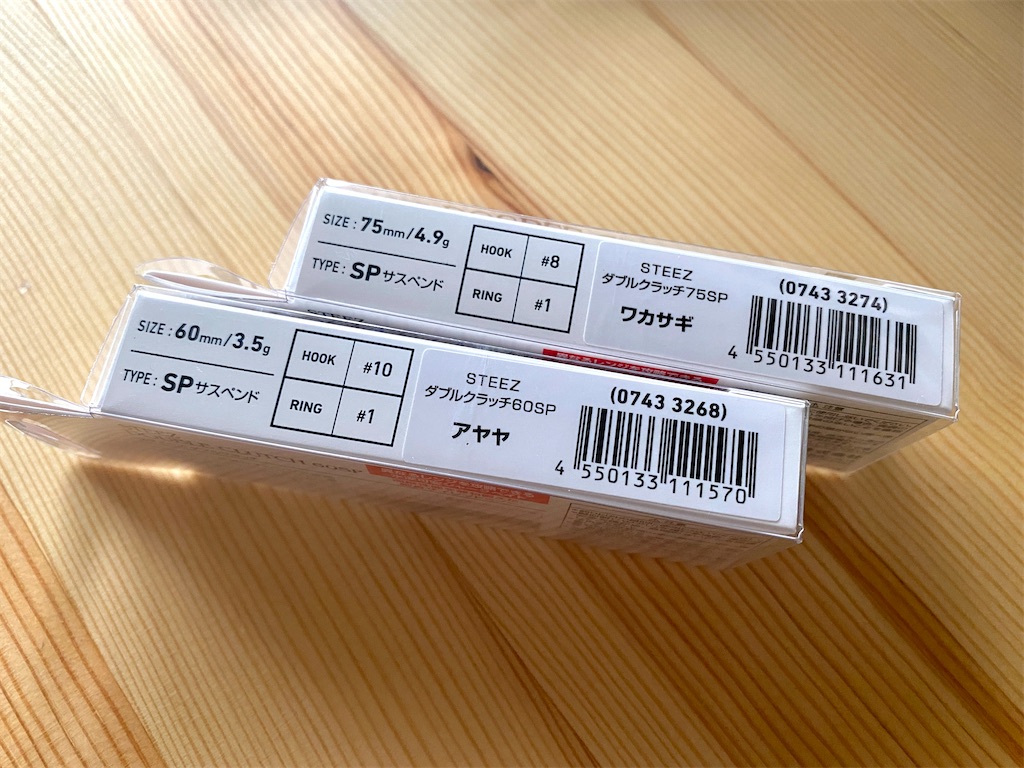 SIZE : 75mm/4.9g
TYPE : SPサスペンド
HOOK #8
RING #1
STEEZ
ダブルクラッチ75SP
ワカサギ
(0743 3274)
4 550133 111631
SIZE : 60mm/3.5g
TYPE : SPサスペンド
HOOK #10
RING #1
STEEZ
ダブルクラッチ60SP
アヤヤ
(0743 3268)
4 550133 111570